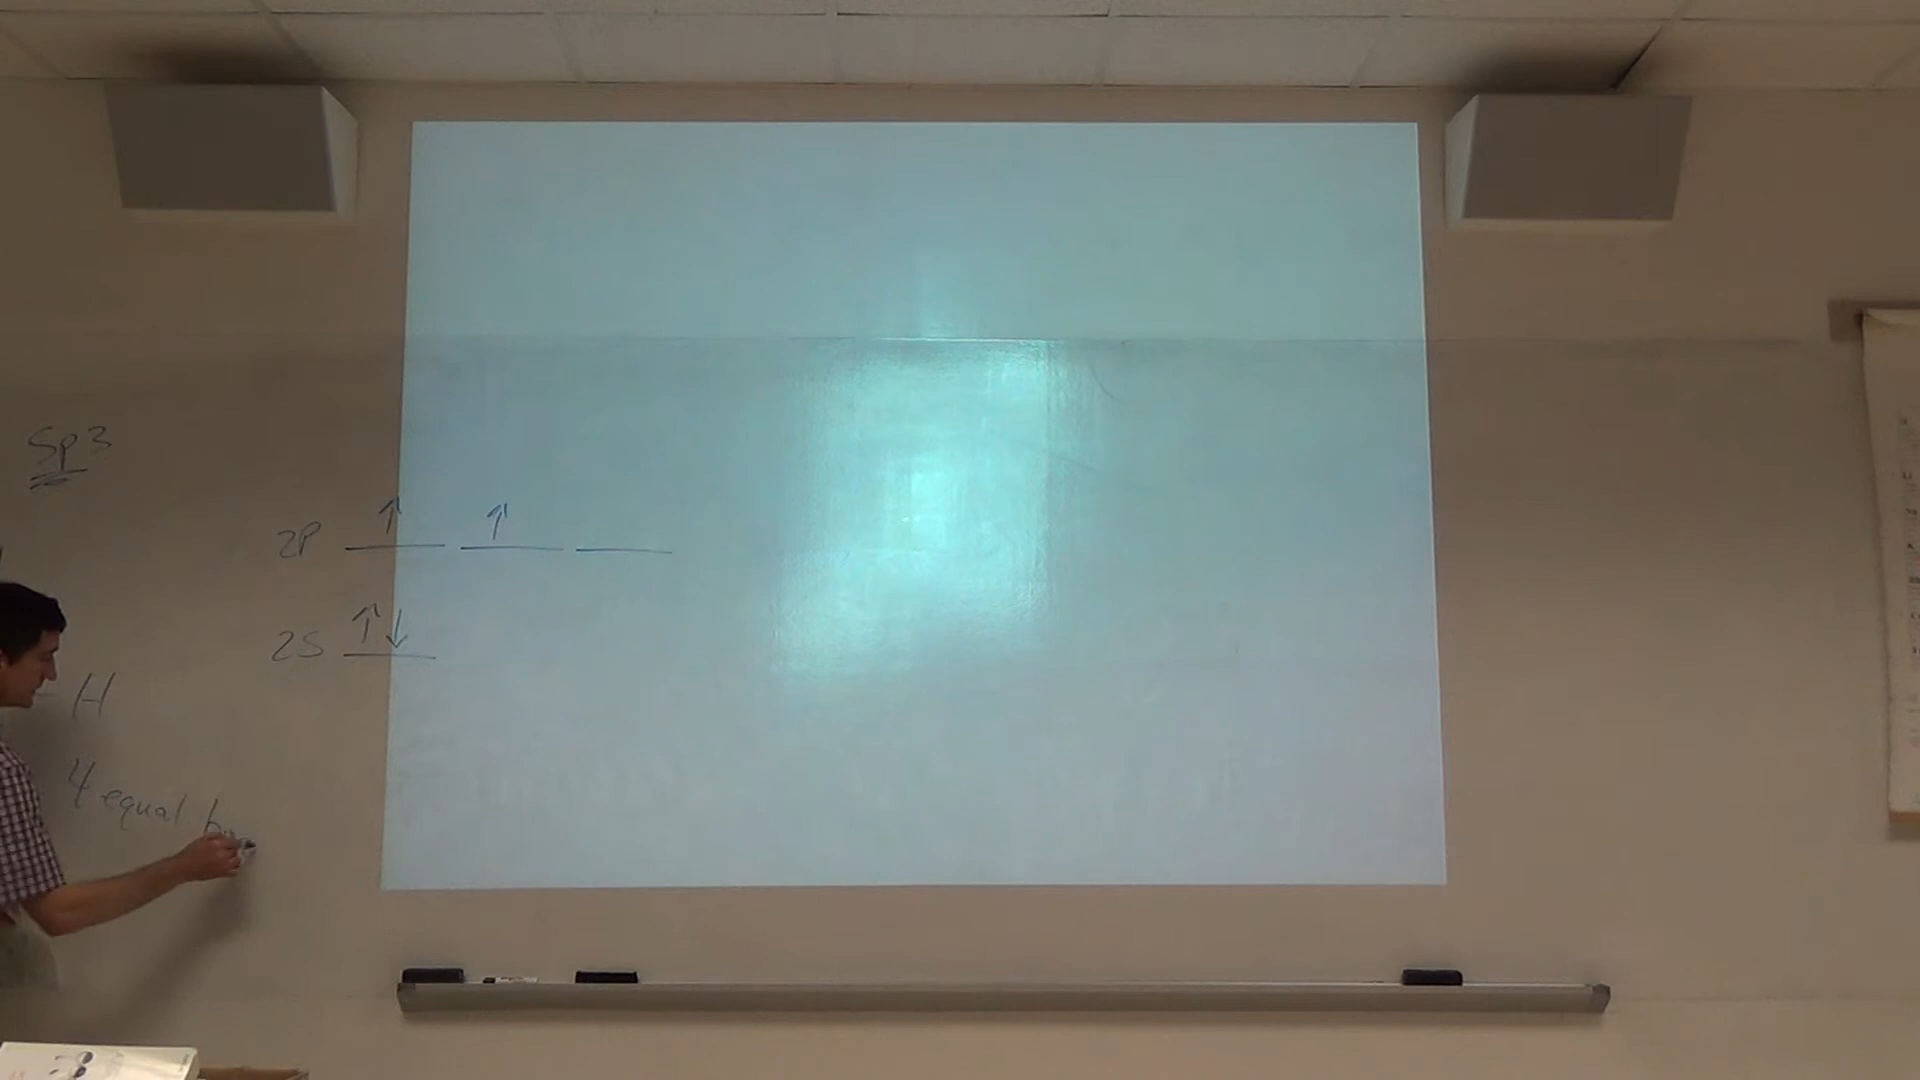 Sp3
2P ↑ ↑
2S ↑↓
H
4 equal